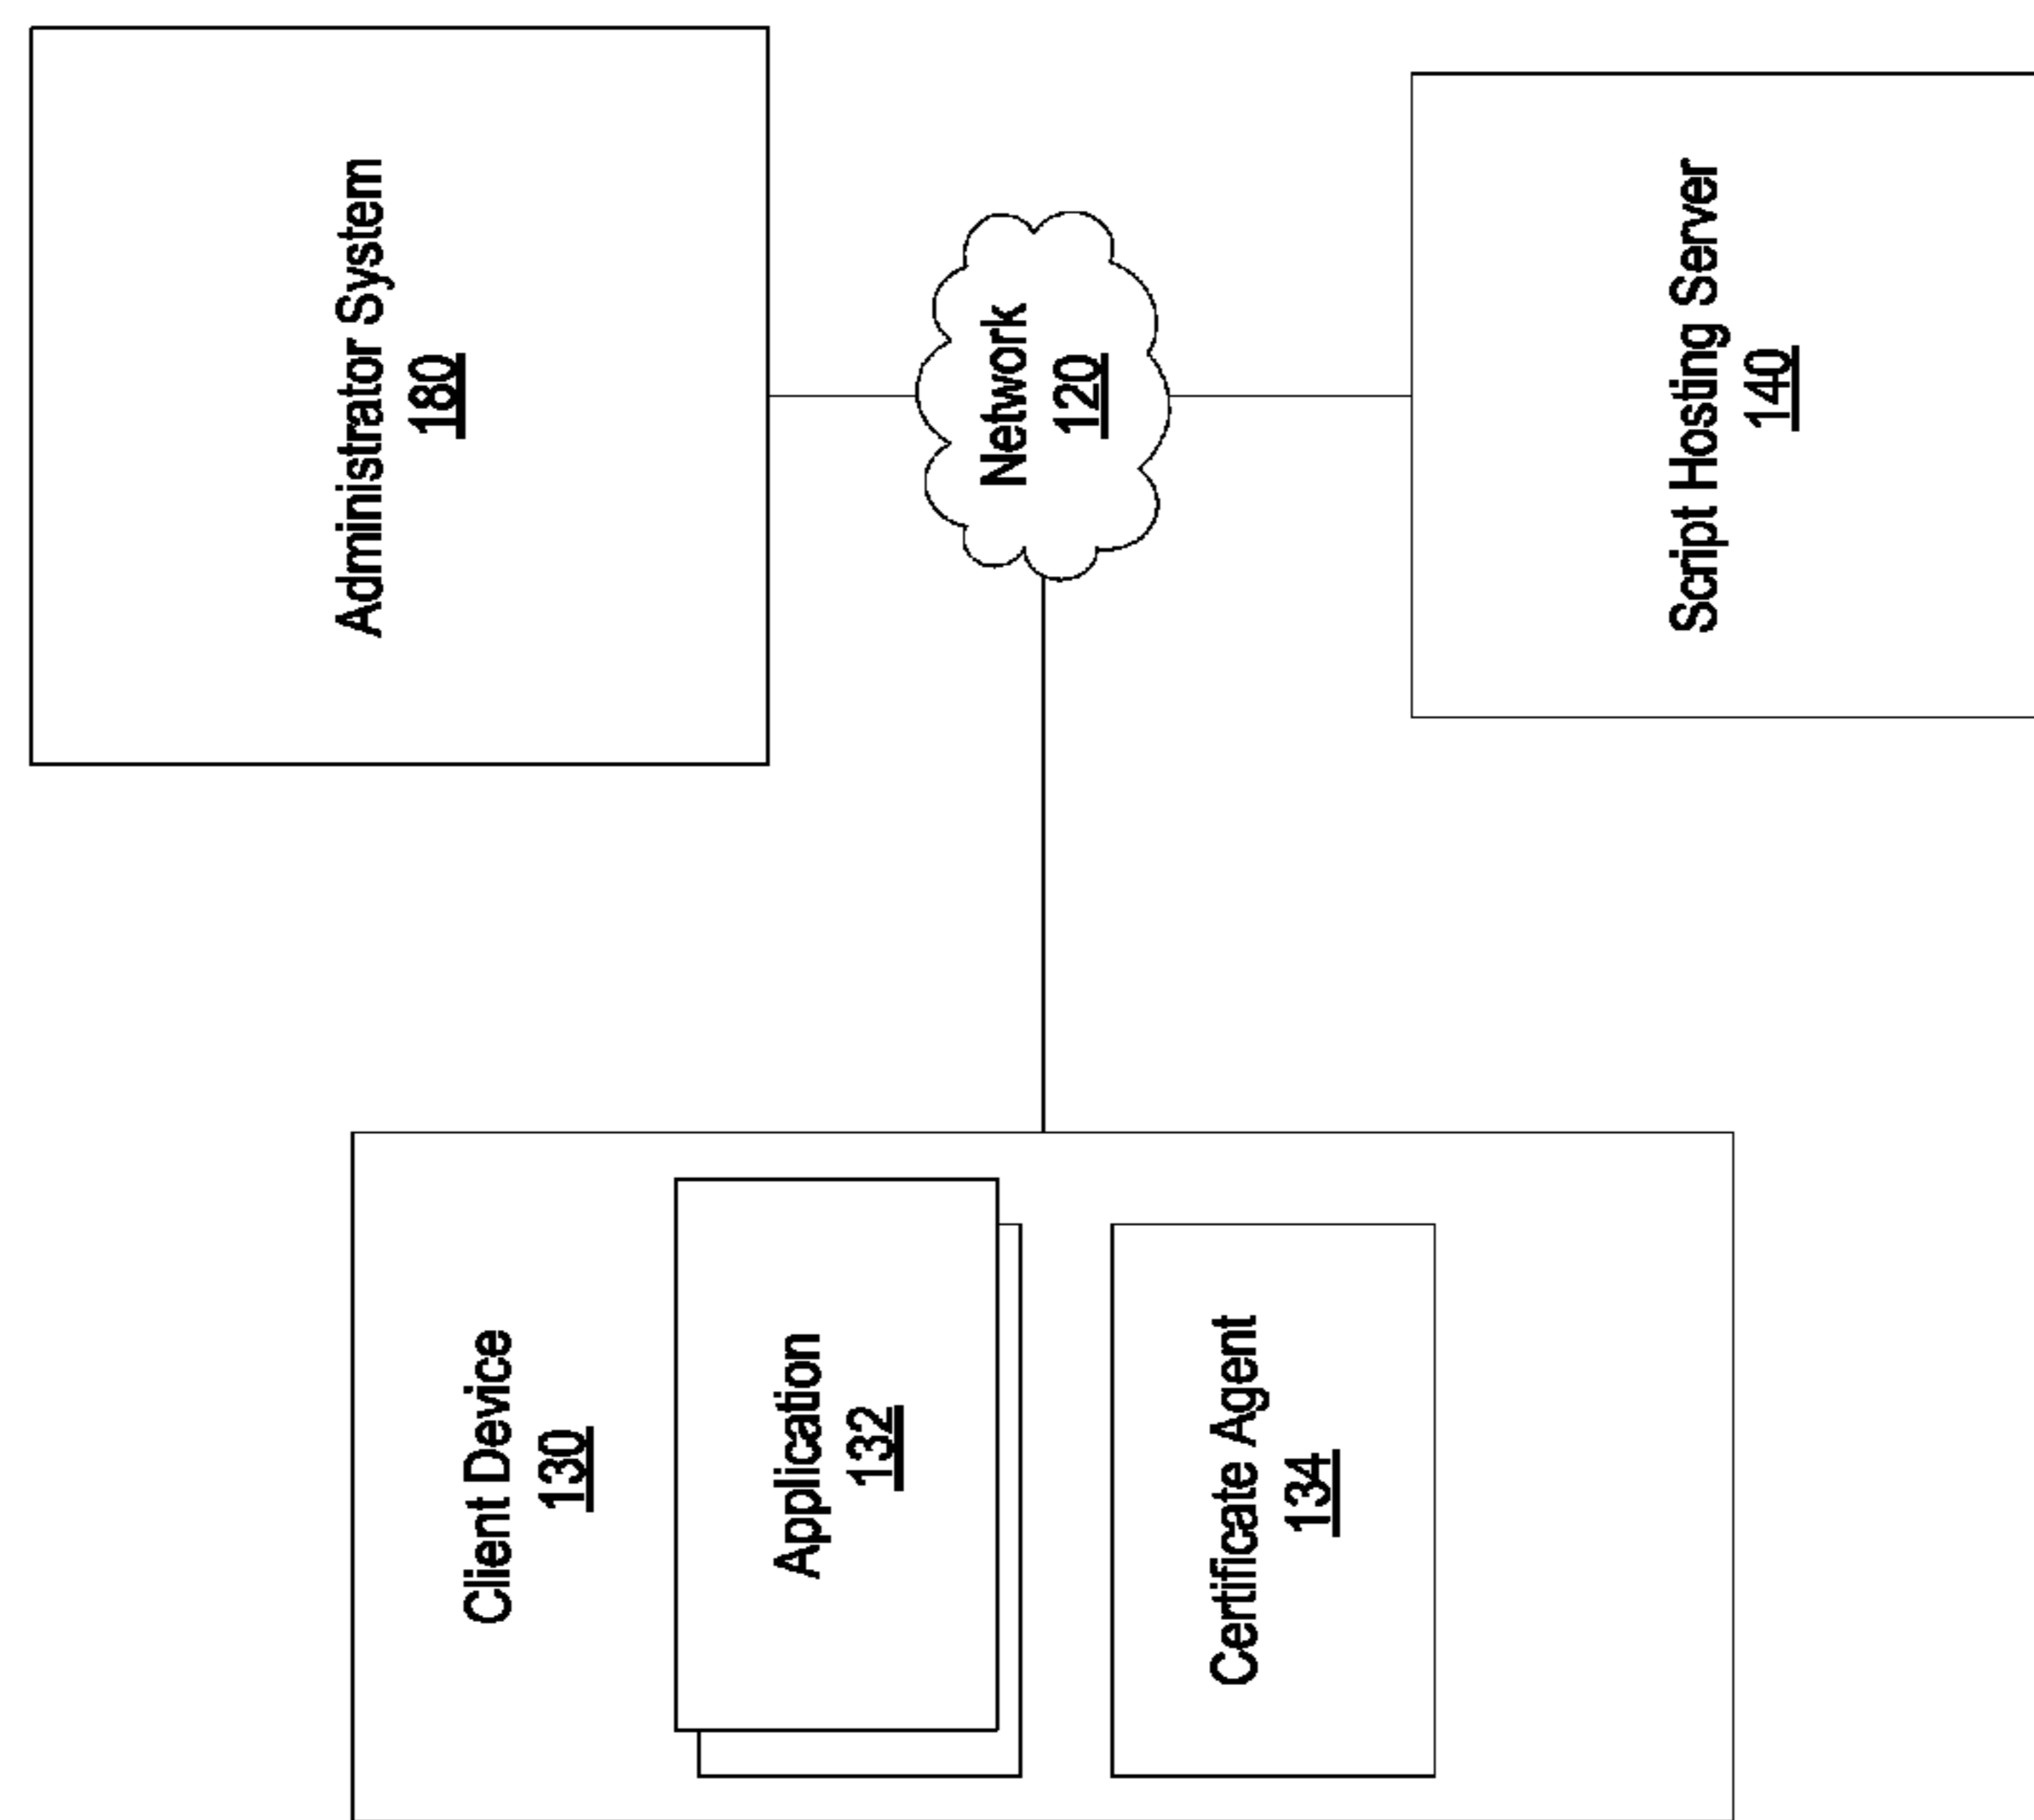 Administrator System
180
Network
120
Script Hosting Server
140
Client Device
130
Application
132
Certificate Agent
134